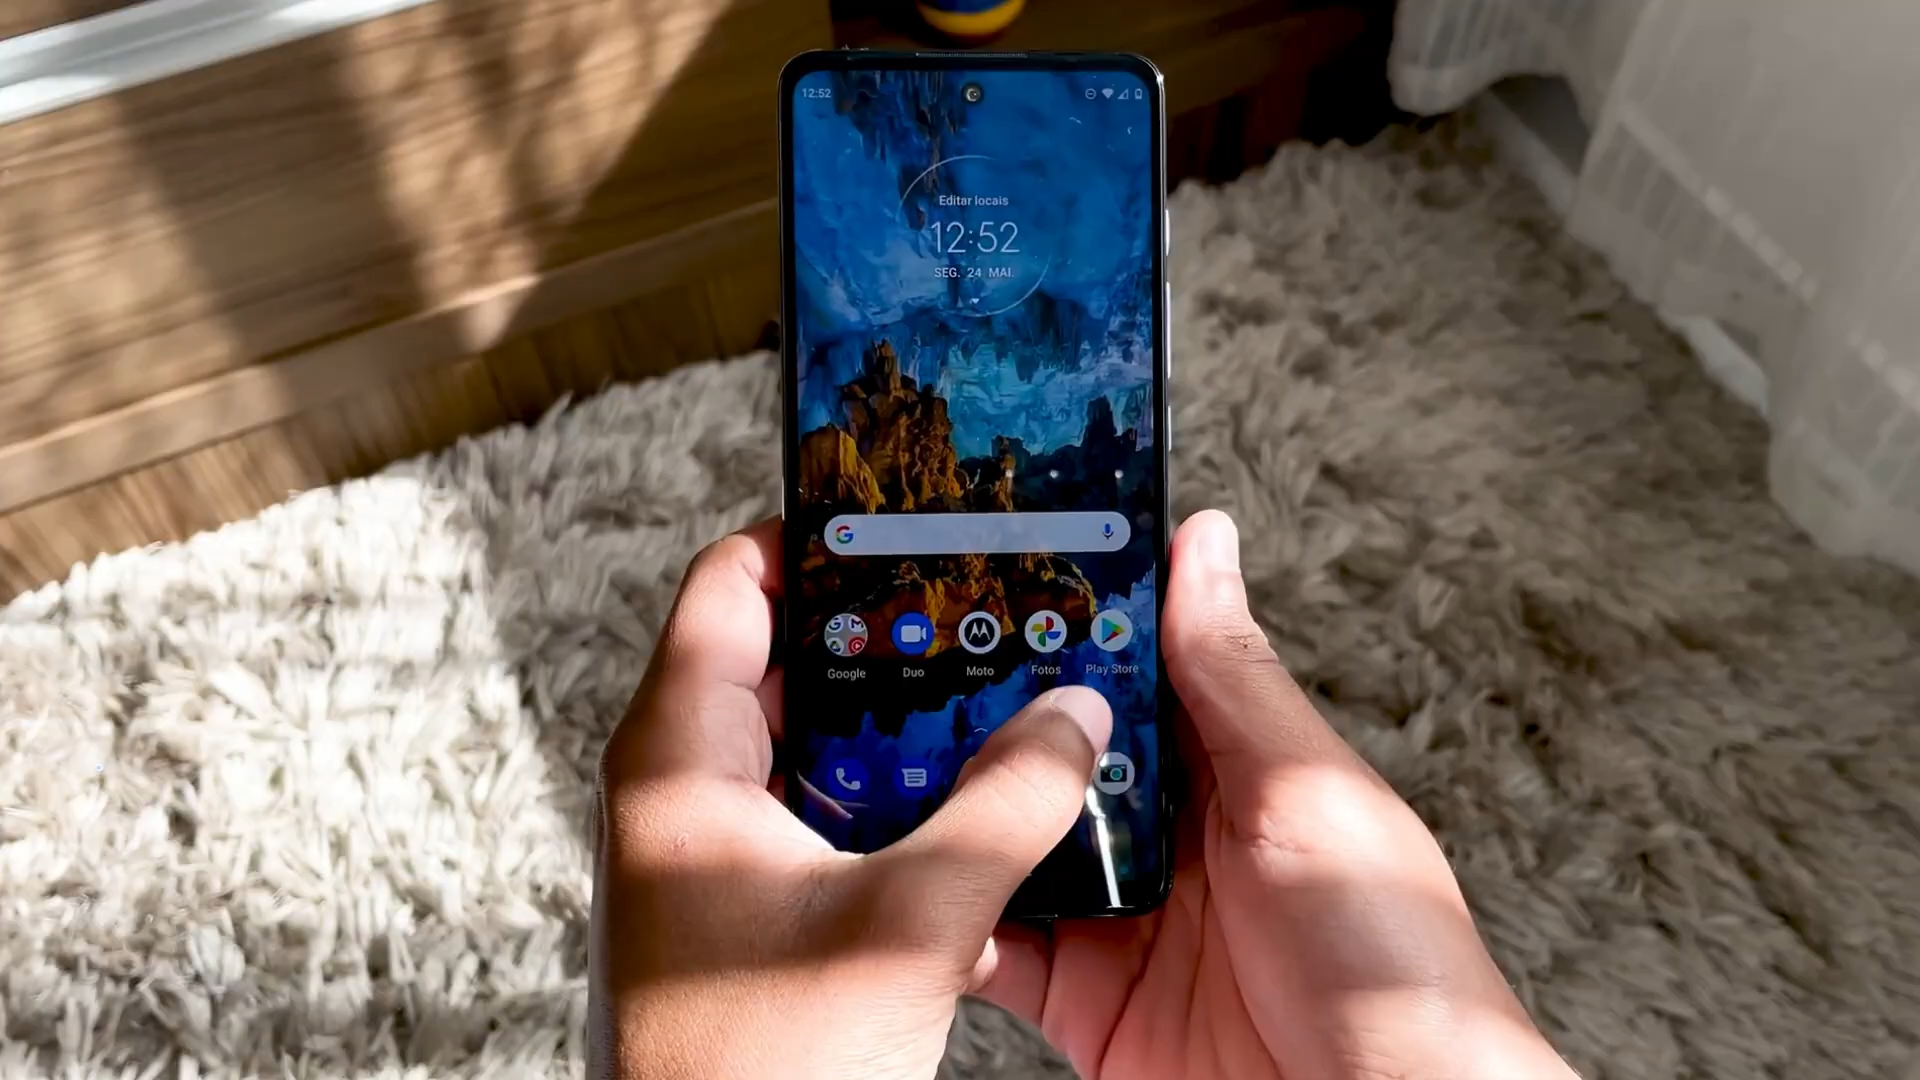 12:52
Editar locais
12:52
SEG. 24 MAI.
Google
Duo
Moto
Fotos
Play Store